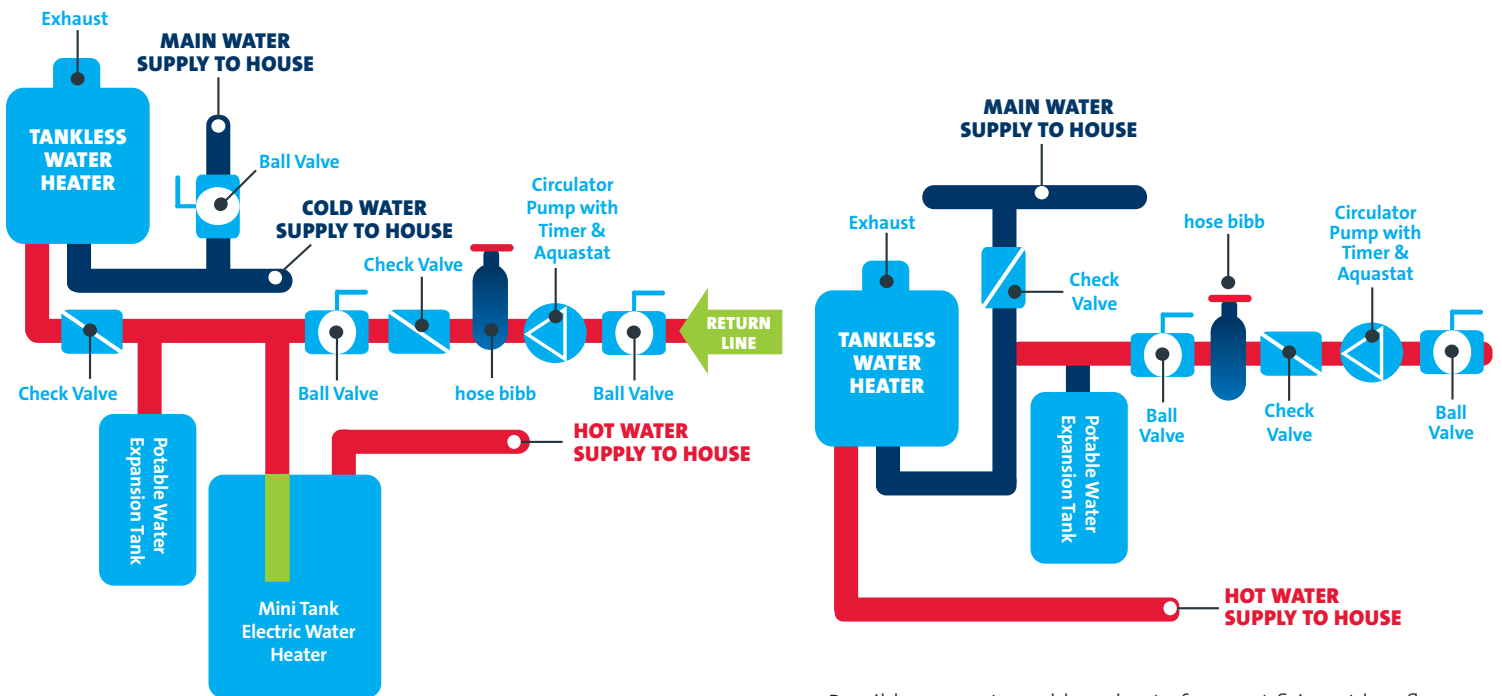 Exhaust
MAIN WATER
SUPPLY TO HOUSE
TANKLESS
WATER
HEATER
Ball Valve
COLD WATER
SUPPLY TO HOUSE
Circulator
Pump with
Timer &
Aquastat
Check Valve
RETURN
LINE
Check Valve
Ball Valve
hose bibb
Ball Valve
Potable Water
Expansion Tank
HOT WATER
SUPPLY TO HOUSE
Mini Tank
Electric Water
Heater
MAIN WATER
SUPPLY TO HOUSE
Exhaust
hose bibb
Circulator
Pump with
Timer &
Aquastat
Check
Valve
TANKLESS
WATER
HEATER
Ball
Valve
Check
Valve
Ball
Valve
Potable Water
Expansion Tank
HOT WATER
SUPPLY TO HOUSE